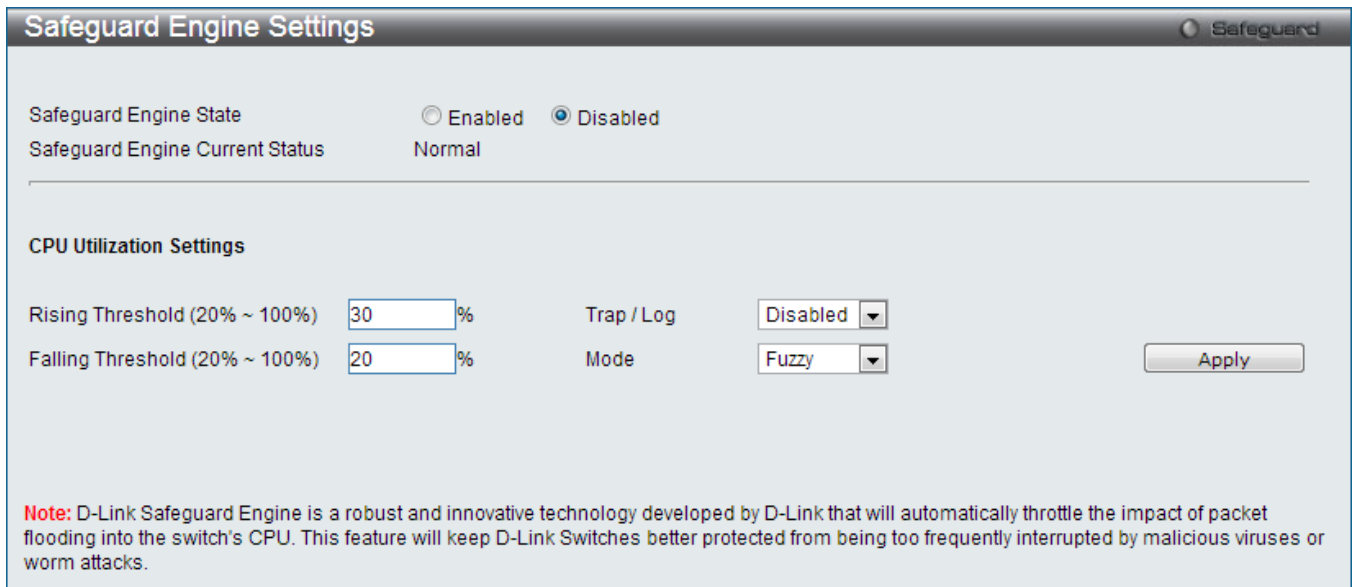 Safeguard Engine Settings
Safeguard
Safeguard Engine State Enabled Disabled
Safeguard Engine Current Status Normal
CPU Utilization Settings
Rising Threshold (20% ~ 100%) 30 % Trap / Log Disabled
Falling Threshold (20% ~ 100%) 20 % Mode Fuzzy Apply
Note: D-Link Safeguard Engine is a robust and innovative technology developed by D-Link that will automatically throttle the impact of packet
flooding into the switch's CPU. This feature will keep D-Link Switches better protected from being too frequently interrupted by malicious viruses or
worm attacks.